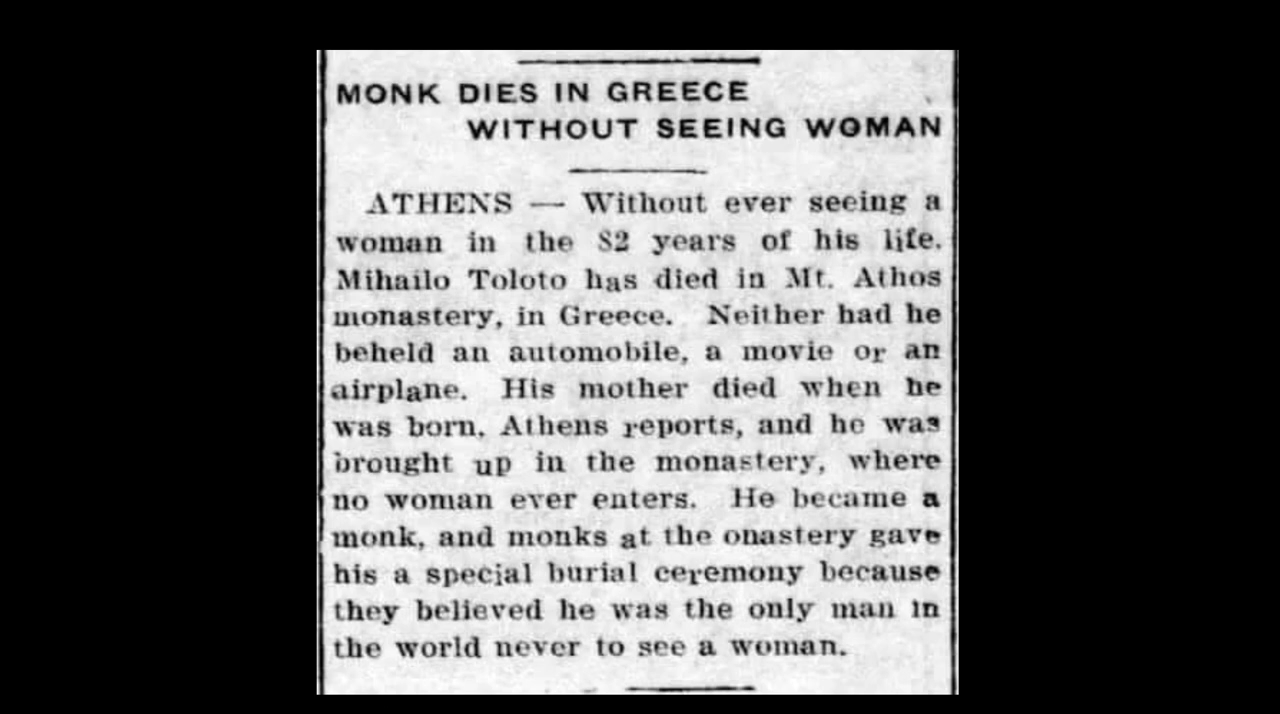 MONK DIES IN GREECE
WITHOUT SEEING WOMAN
ATHENS — Without ever seeing a
woman in the 82 years of his life.
Mihailo Toloto has died in Mt. Athos
monastery, in Greece. Neither had he
beheld an automobile, a movie or an
airplane. His mother died when he
was born, Athens reports, and he was
brought up in the monastery, where
no woman ever enters. He became a
monk, and monks at the onastery gave
his a special burial ceremony because
they believed he was the only man in
the world never to see a woman.